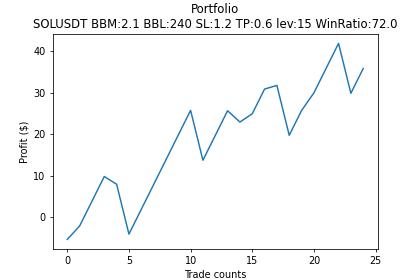 Portfolio
SOLUSDT BBM:2.1 BBL:240 SL:1.2 TP:0.6 lev:15 WinRatio:72.0
40
30
20
10
0
Profit ($)
0 5 10 15 20 25
Trade counts